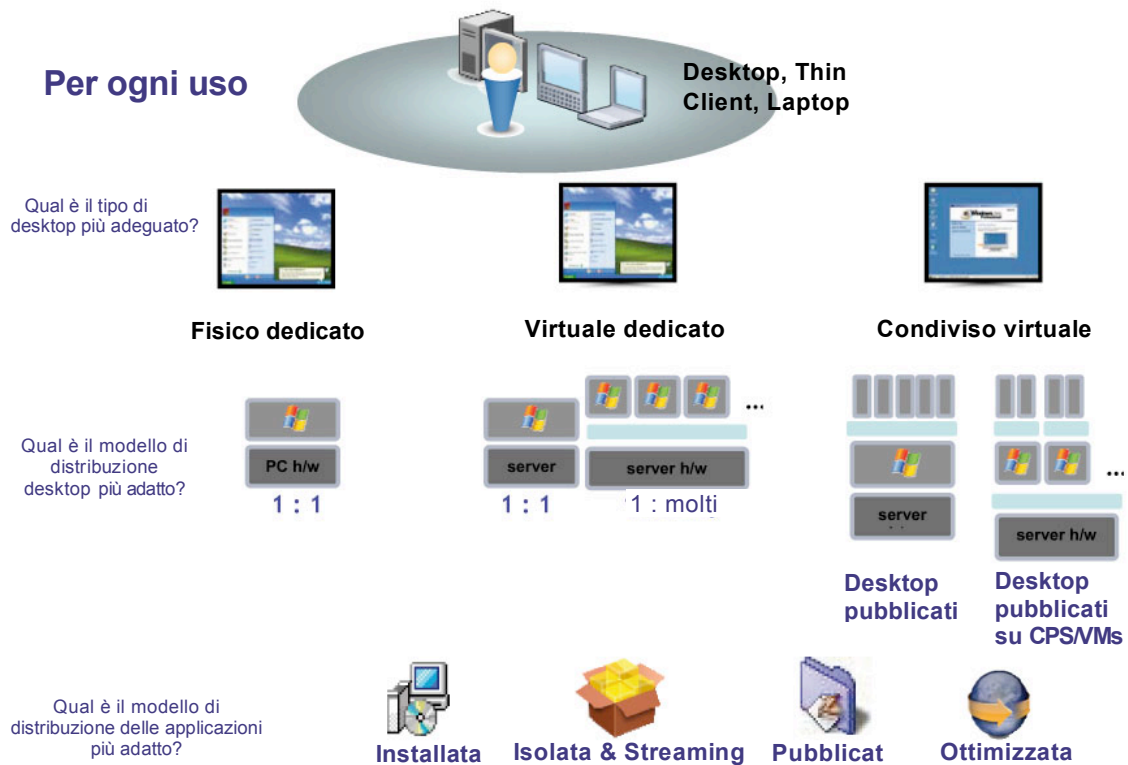 Per ogni uso
Desktop, Thin
Client, Laptop
Qual è il tipo di
desktop più adeguato?
Fisico dedicato
Virtuale dedicato
Condiviso virtuale
Qual è il modello di
distribuzione
desktop più adatto?
PC h/w
1 : 1
server
1 : 1
server h/w
1 : molti
...
server
Desktop
pubblicati
server h/w
...
Desktop
pubblicati
su CPS/VMs
Qual è il modello di
distribuzione delle applicazioni
più adatto?
Installata
Isolata & Streaming
Pubblicat
Ottimizzata